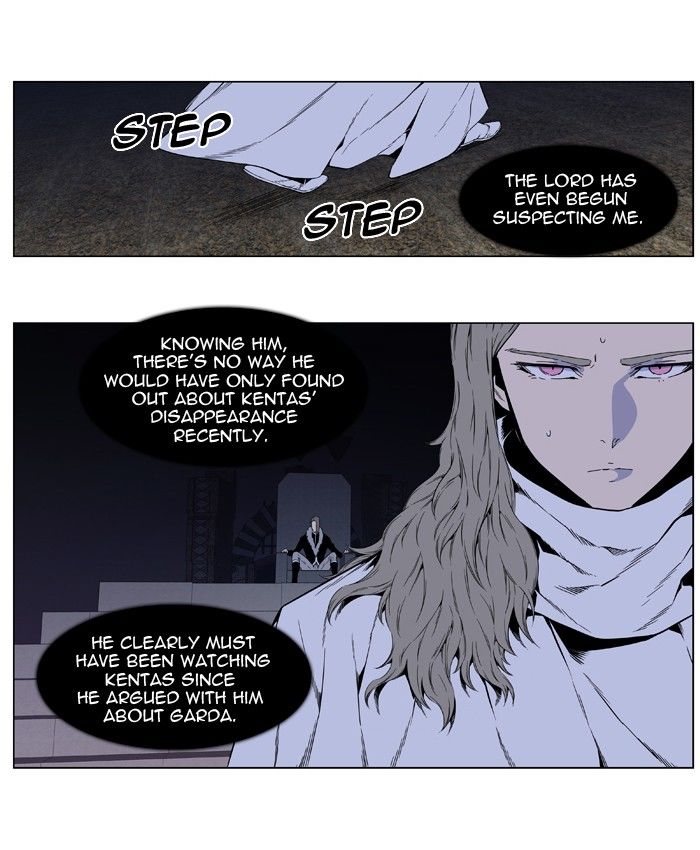 STEP
STEP
THE LORD HAS
EVEN BEGUN
SUSPECTING ME.
KNOWING HIM,
THERE'S NO WAY HE
WOULD HAVE ONLY FOUND
OUT ABOUT KENTAS'
DISAPPEARANCE
RECENTLY.
HE CLEARLY MUST
HAVE BEEN WATCHING
KENTAS SINCE
HE ARGUED WITH HIM
ABOUT GARDA.